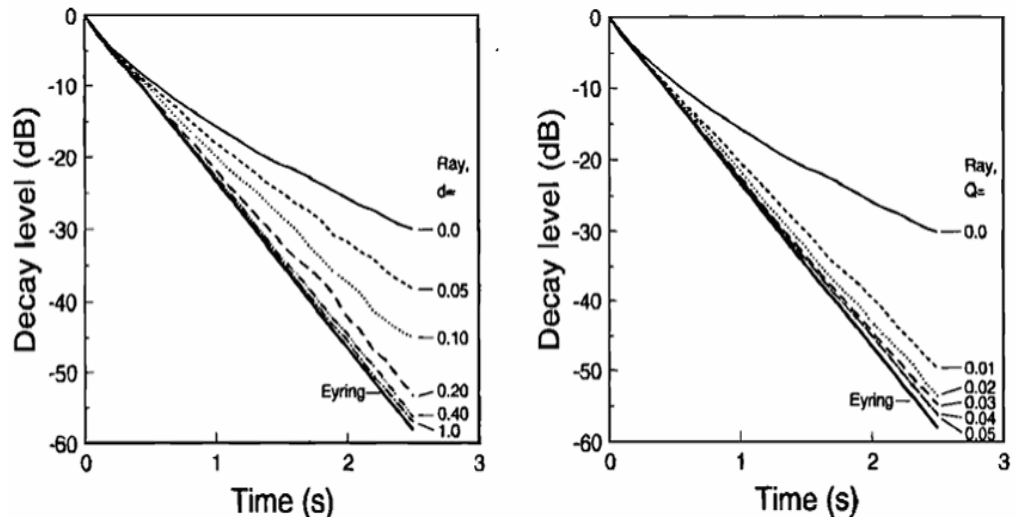 0
-10
-20
-30
-40
-50
-60
Decay level (dB)
Ray,
d=
0.0
0.05
0.10
0.20
0.40
1.0
Eyring
0 1 2 3
Time (s)
0
-10
-20
-30
-40
-50
-60
Decay level (dB)
Ray,
Q=
0.0
0.01
0.02
0.03
0.04
0.05
Eyring
0 1 2 3
Time (s)